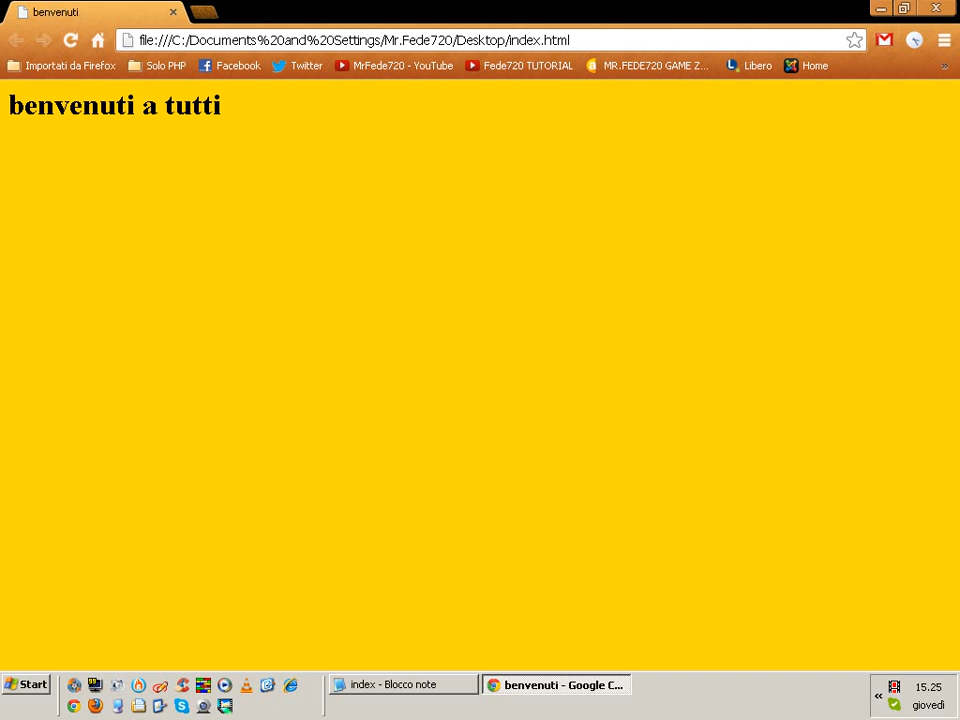 benvenuti
file:///C:/Documents%20and%20Settings/Mr.Fede720/Desktop/index.html
Importati da Firefox Solo PHP Facebook Twitter MrFede720 - YouTube Fede720 TUTORIAL MR.FEDE720 GAME Z... Libero Home »
benvenuti a tutti
Start index - Blocco note benvenuti - Google C... « 15.25
giovedì